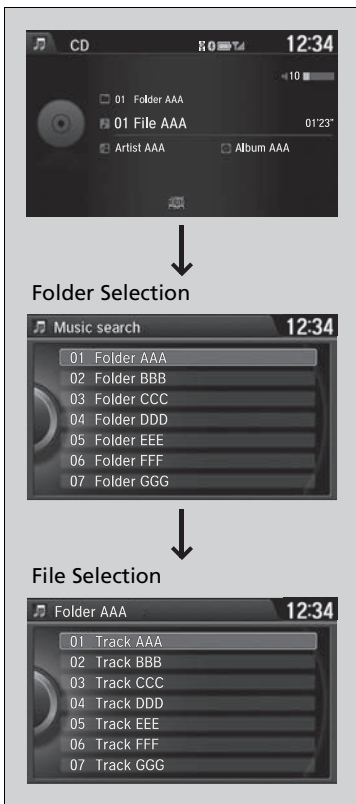 CD 12:34
10
01 Folder AAA
01 File AAA 01'23"
Artist AAA Album AAA
Folder Selection
Music search 12:34
01 Folder AAA
02 Folder BBB
03 Folder CCC
04 Folder DDD
05 Folder EEE
06 Folder FFF
07 Folder GGG
File Selection
Folder AAA 12:34
01 Track AAA
02 Track BBB
03 Track CCC
04 Track DDD
05 Track EEE
06 Track FFF
07 Track GGG